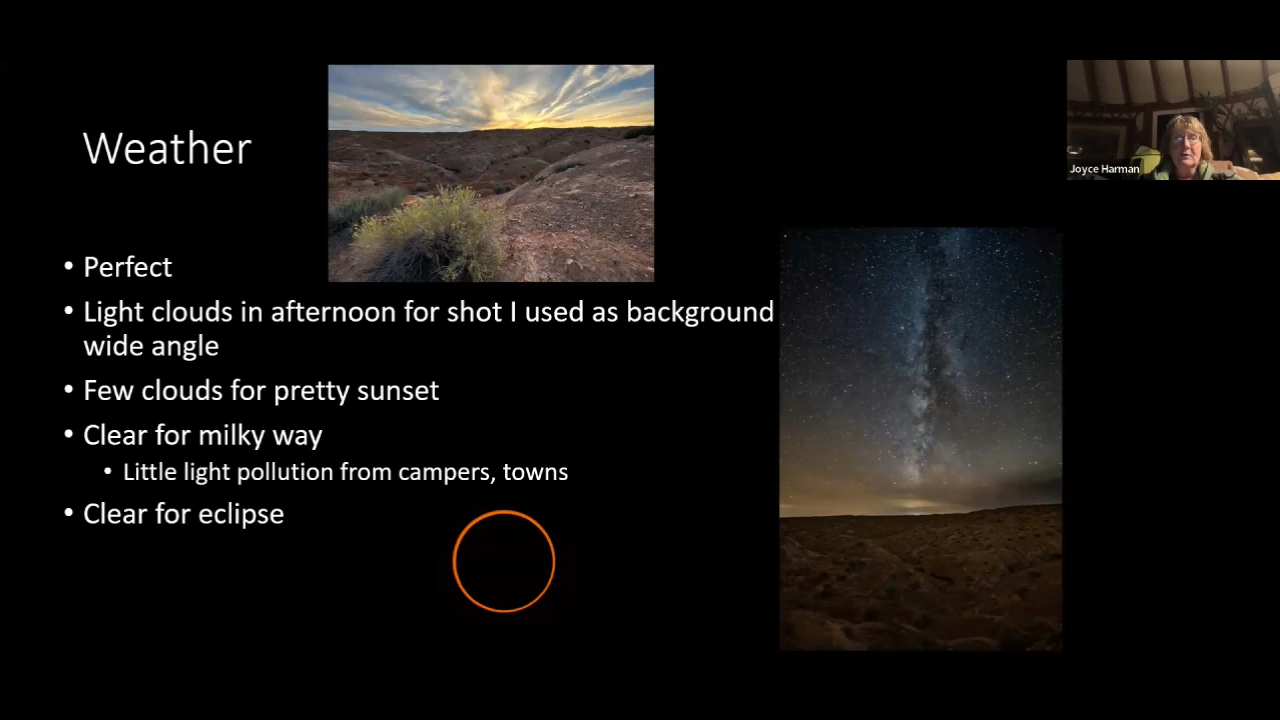 Weather
Joyce Harman
• Perfect
• Light clouds in afternoon for shot I used as background
wide angle
• Few clouds for pretty sunset
• Clear for milky way
• Little light pollution from campers, towns
• Clear for eclipse